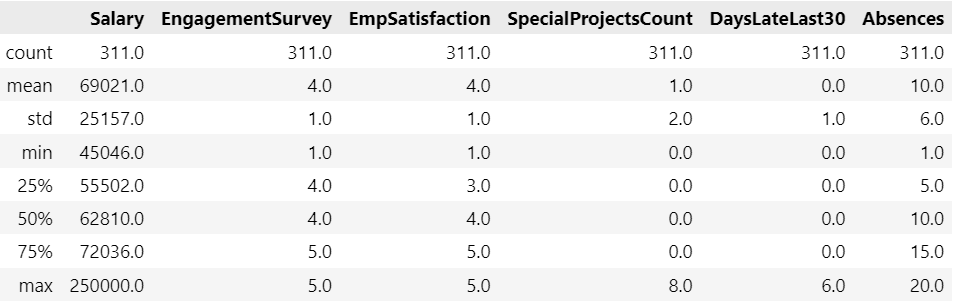 Salary EngagementSurvey EmpSatisfaction SpecialProjectsCount DaysLateLast30 Absences
count 311.0 311.0 311.0 311.0 311.0 311.0
mean 69021.0 4.0 4.0 1.0 0.0 10.0
std 25157.0 1.0 1.0 2.0 1.0 6.0
min 45046.0 1.0 1.0 0.0 0.0 1.0
25% 55502.0 4.0 3.0 0.0 0.0 5.0
50% 62810.0 4.0 4.0 0.0 0.0 10.0
75% 72036.0 5.0 5.0 0.0 0.0 15.0
max 250000.0 5.0 5.0 8.0 6.0 20.0